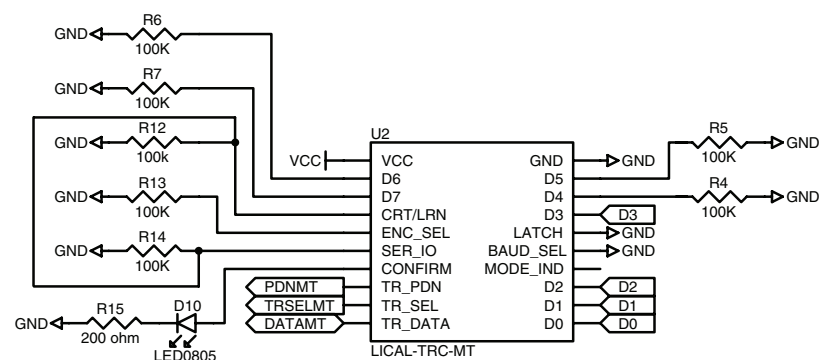 R6
GND
100K
R7
GND
100K
R12
GND
100k
R13
GND
100K
R14
GND
100K
R15
GND
200 ohm
D10
LED0805
U2
VCC
VCC GND GND
D6 D5
D7 D4
CRT/LRN D3 D3
ENC_SEL LATCH GND
SER_IO BAUD_SEL GND
CONFIRM MODE_IND
PDNMT TR_PDN D2 D2
TRSELMT TR_SEL D1 D1
DATAMT TR_DATA D0 D0
LICAL-TRC-MT
R5
GND
100K
R4
GND
100K